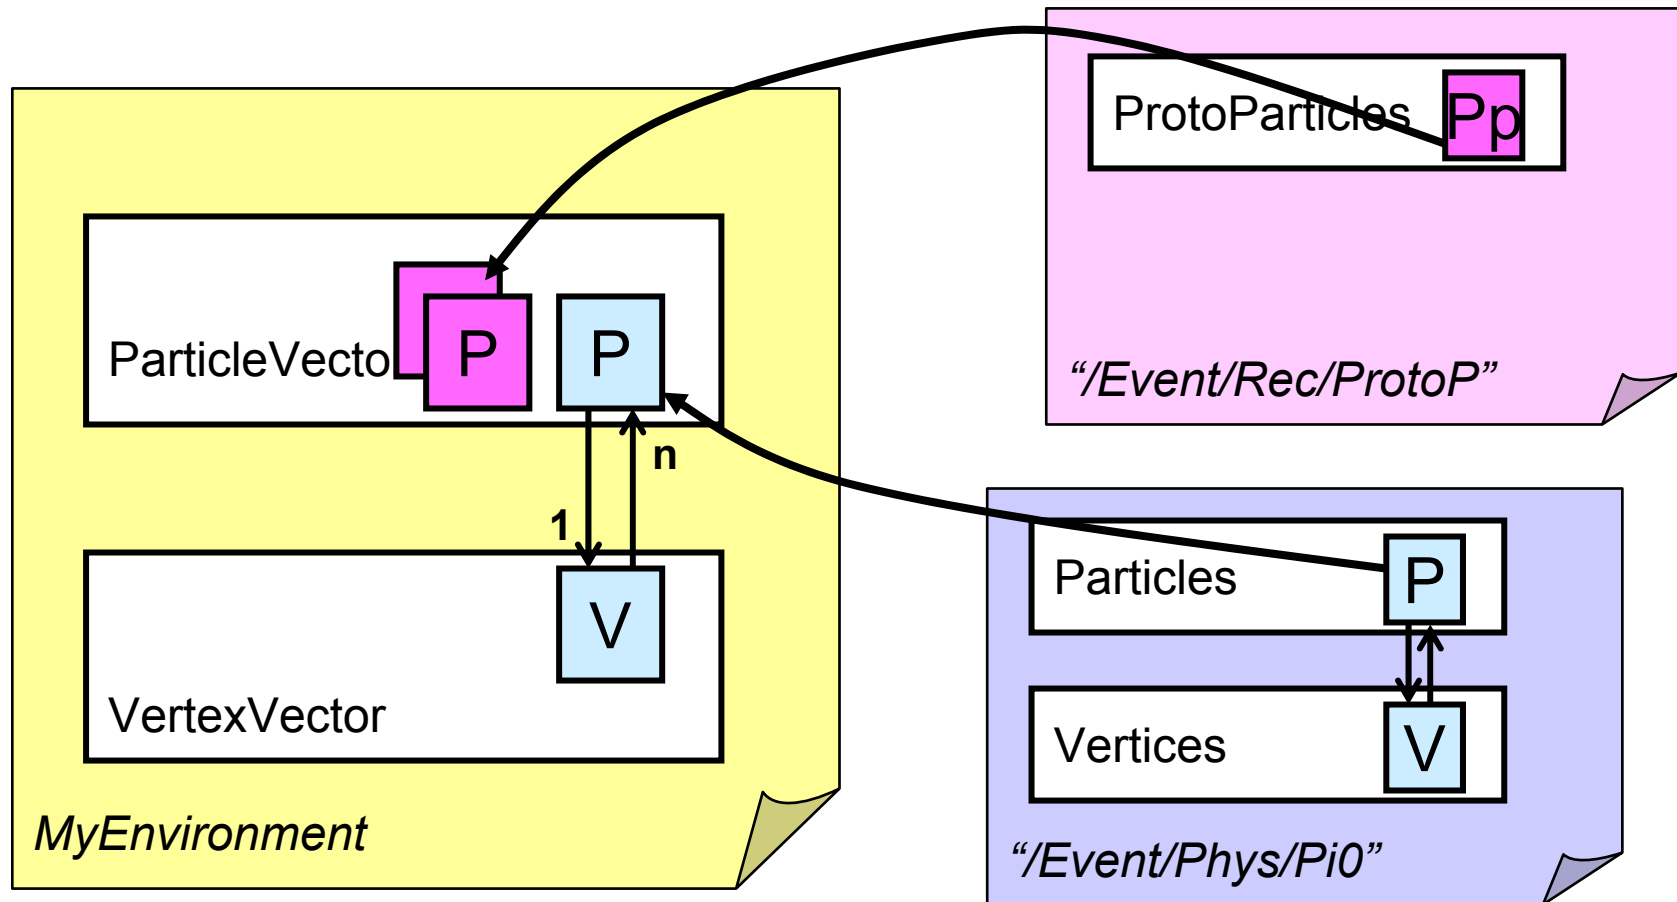 ProtoParticles Pp
“/Event/Rec/ProtoP”
ParticleVecto P P
n
1
V
VertexVector
MyEnvironment
Particles P
Vertices V
“/Event/Phys/Pi0”